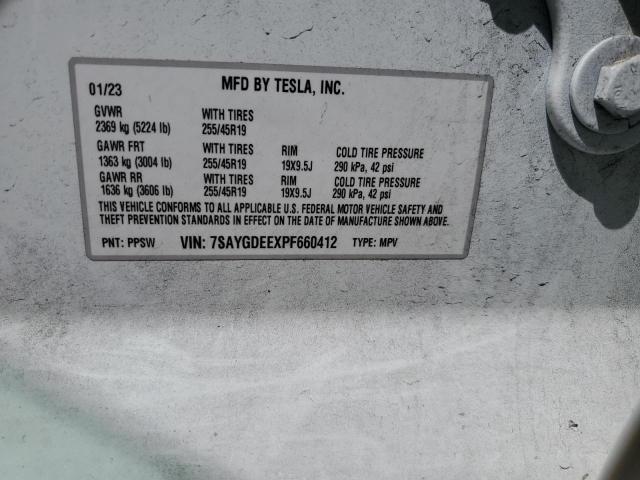 01/23 MFD BY TESLA, INC.
GVWR WITH TIRES
2369 kg (5224 lb) 255/45R19
GAWR FRT WITH TIRES RIM COLD TIRE PRESSURE
1363 kg (3004 lb) 255/45R19 19X9.5J 290 kPa, 42 psi
GAWR RR WITH TIRES RIM COLD TIRE PRESSURE
1636 kg (3606 lb) 255/45R19 19X9.5J 290 kPa, 42 psi
THIS VEHICLE CONFORMS TO ALL APPLICABLE U.S. FEDERAL MOTOR VEHICLE SAFETY AND
THEFT PREVENTION STANDARDS IN EFFECT ON THE DATE OF MANUFACTURE SHOWN ABOVE.
PNT: PPSW VIN: 7SAYGDEEXPF660412 TYPE: MPV